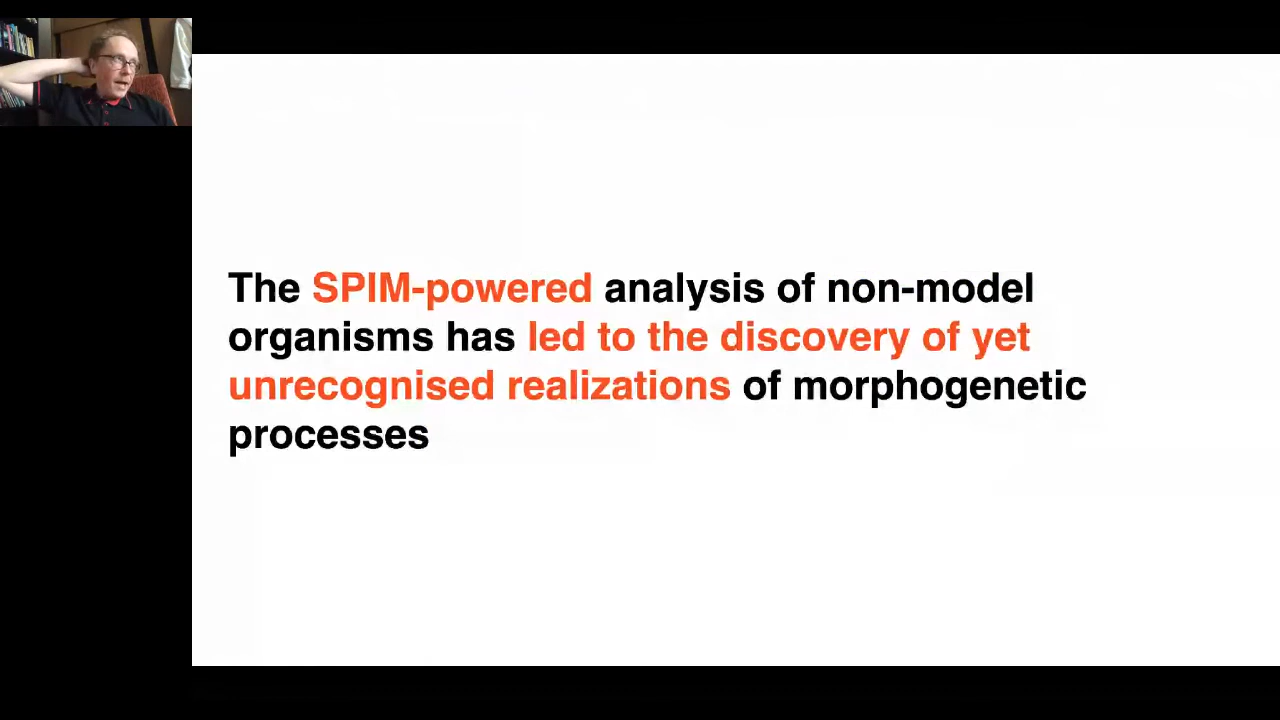 The SPIM-powered analysis of non-model
organisms has led to the discovery of yet
unrecognised realizations of morphogenetic
processes